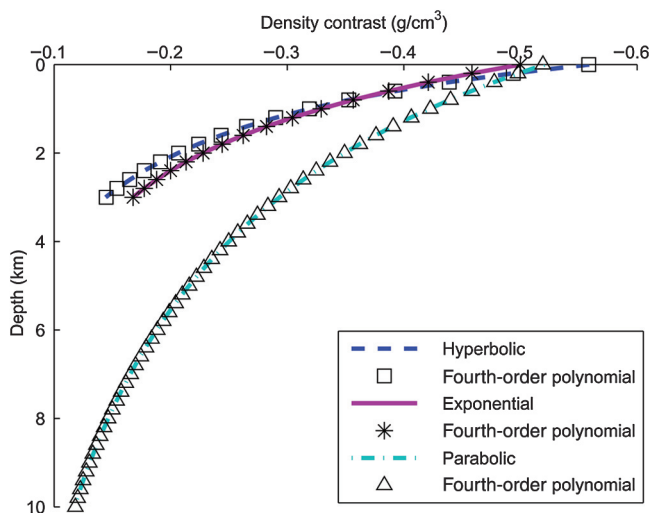 Density contrast (g/cm³)
−0.1 −0.2 −0.3 −0.4 −0.5 −0.6
0
2
4
6
8
10
Depth (km)
Hyperbolic
Fourth-order polynomial
Exponential
Fourth-order polynomial
Parabolic
Fourth-order polynomial